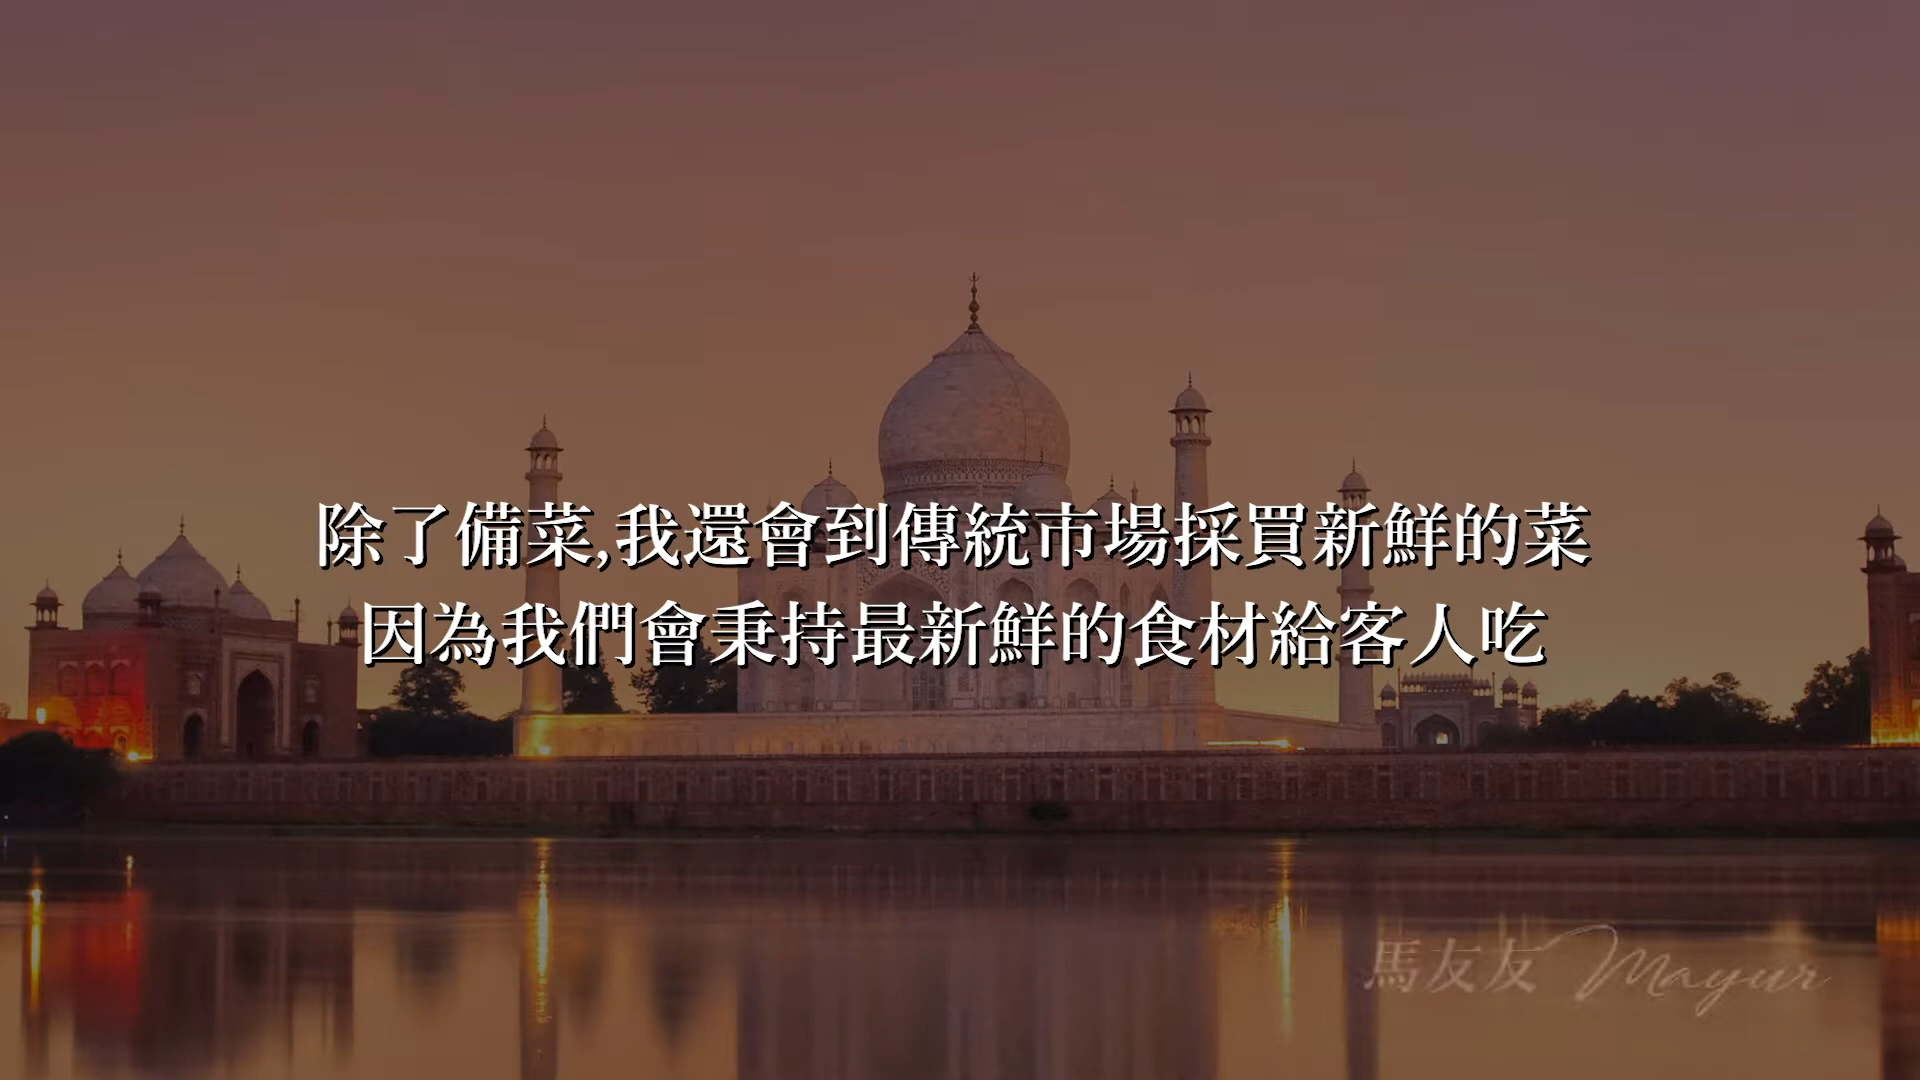 除了備菜,我還會到傳統市場採買新鮮的菜
因為我們會秉持最新鮮的食材給客人吃
馬友友 Mayur